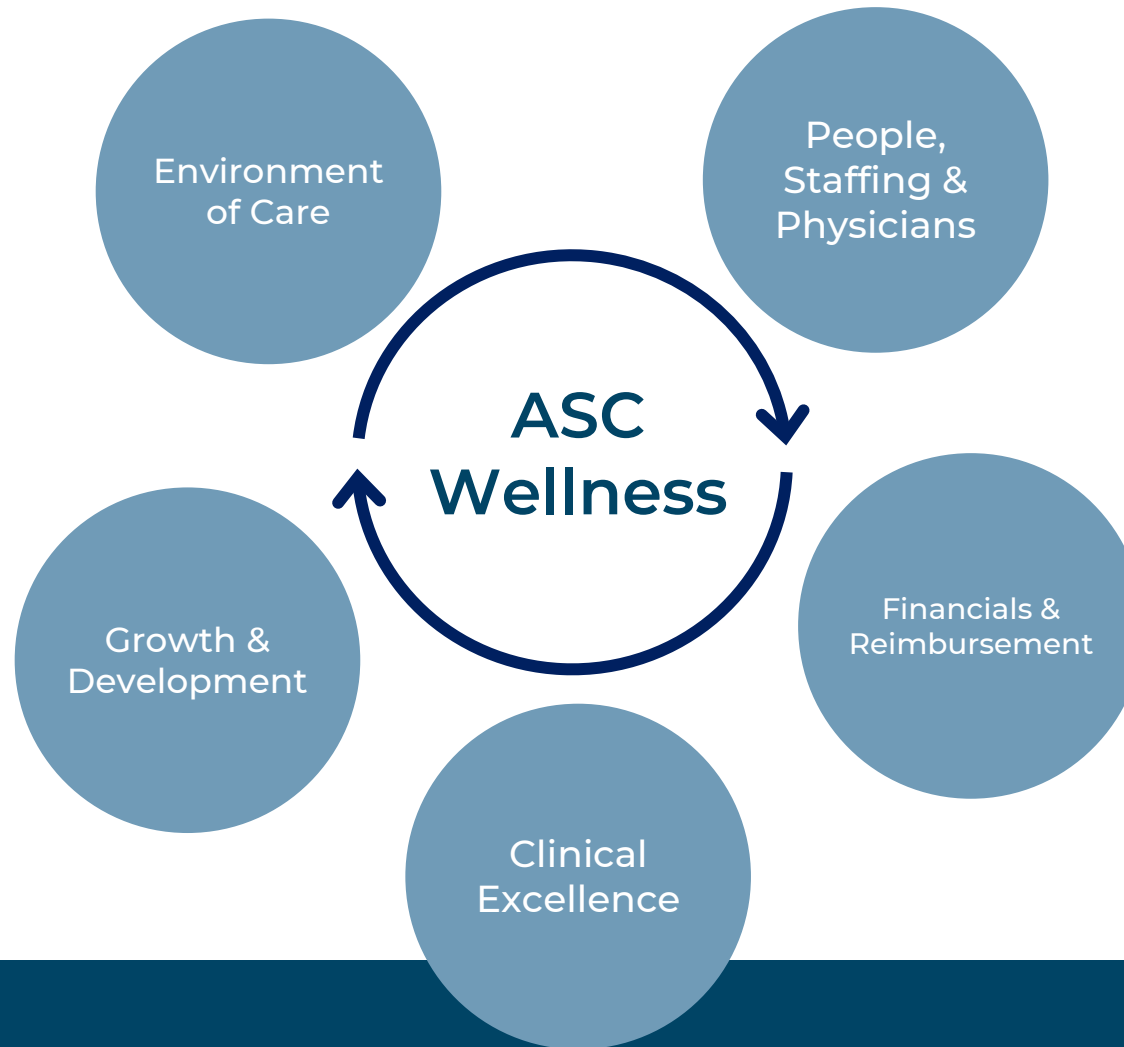 Environment
of Care
People,
Staffing &
Physicians
ASC
Wellness
Financials &
Reimbursement
Growth &
Development
Clinical
Excellence